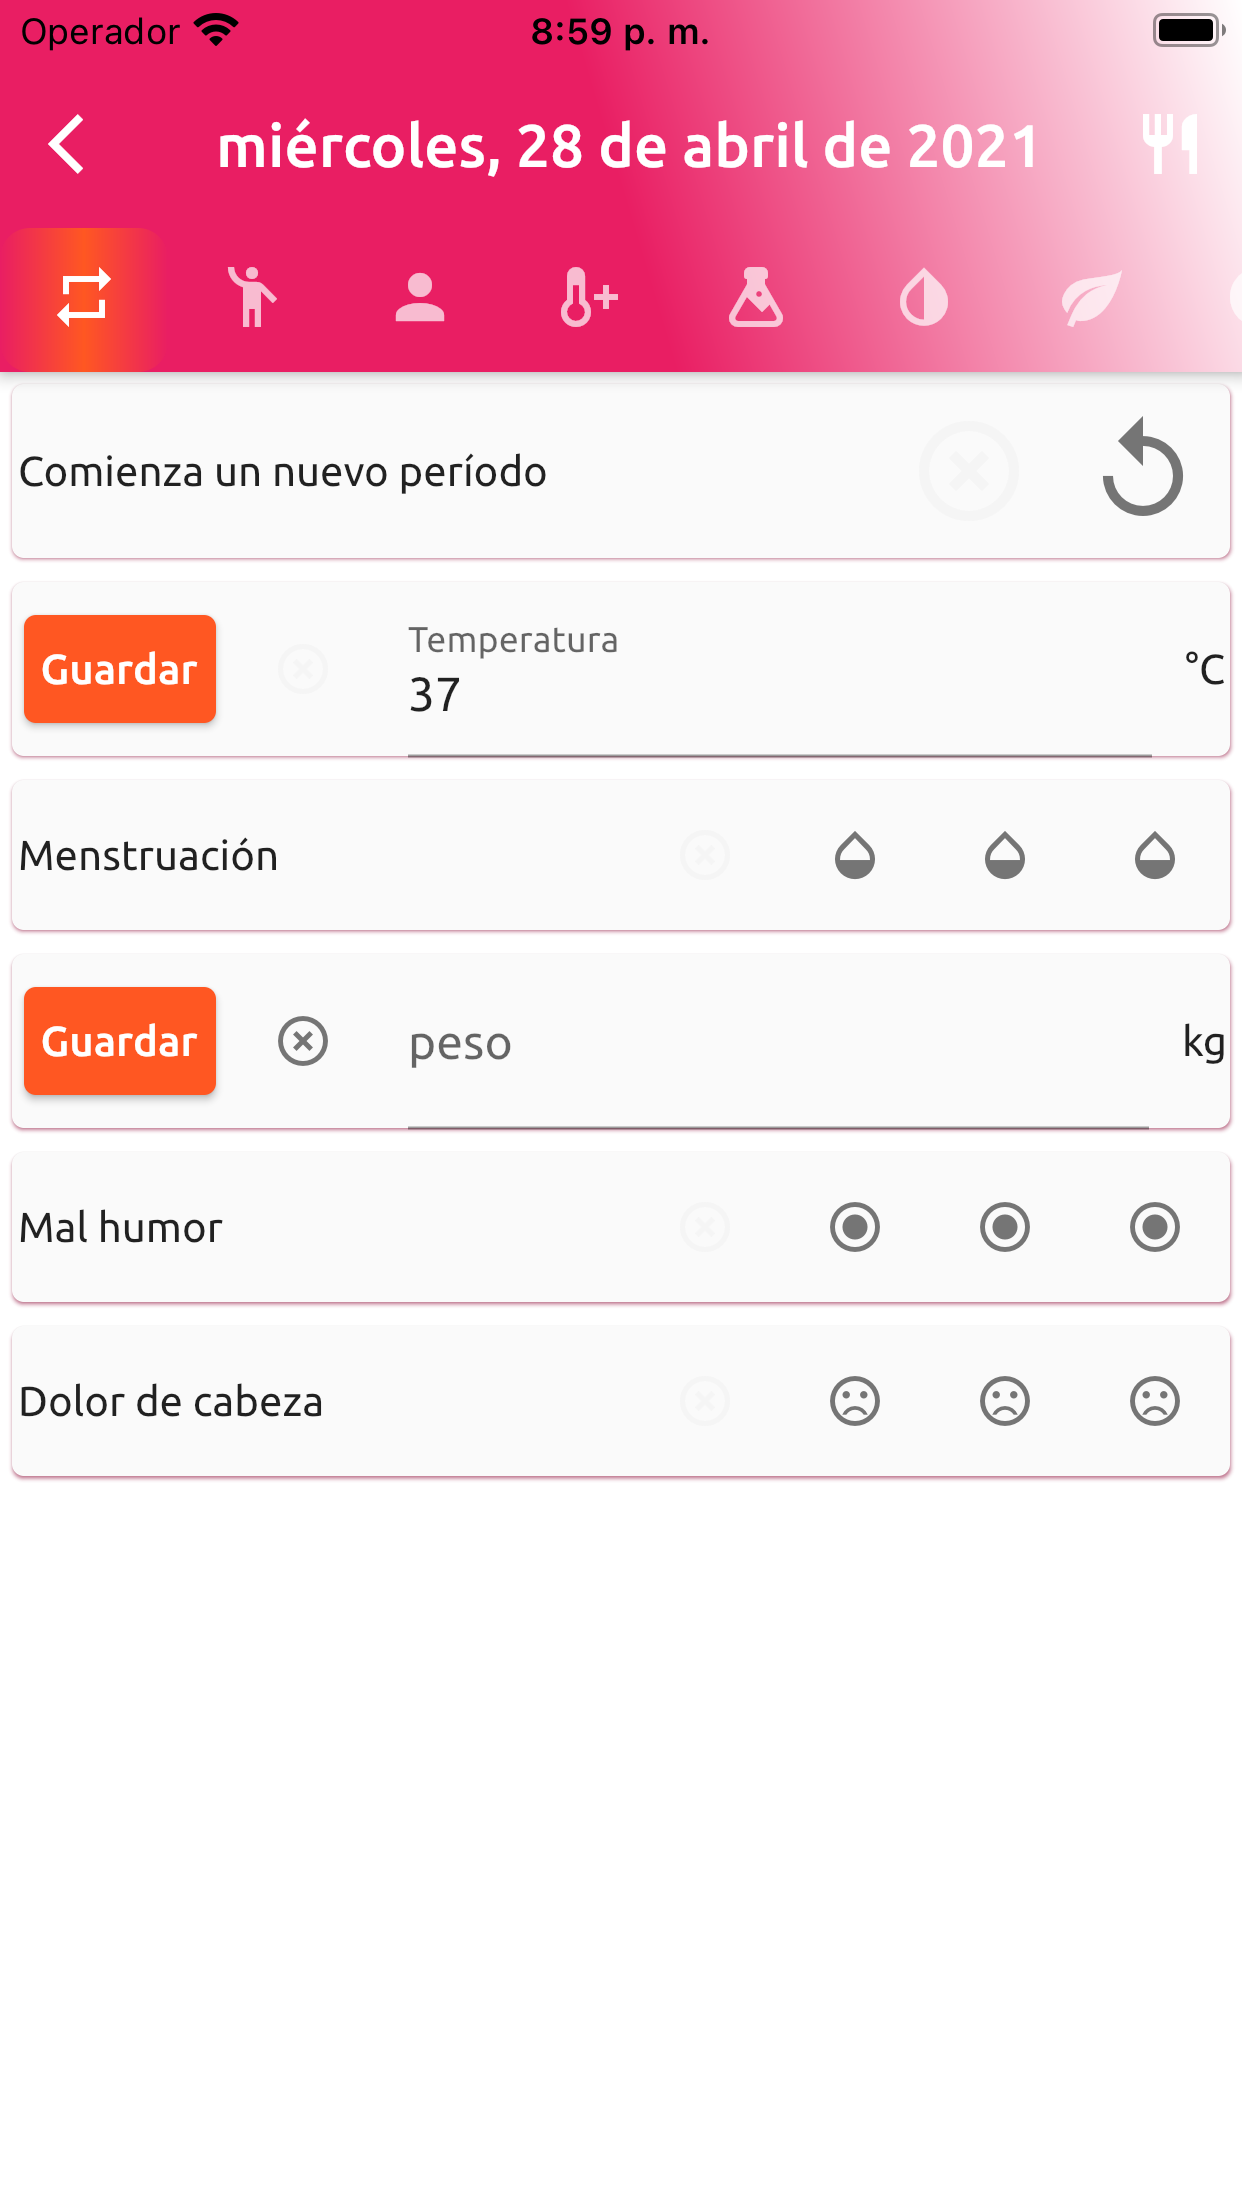 Operador
8:59 p. m.
miércoles, 28 de abril de 2021
Comienza un nuevo período
Guardar
Temperatura
37
°C
Menstruación
Guardar
peso
kg
Mal humor
Dolor de cabeza